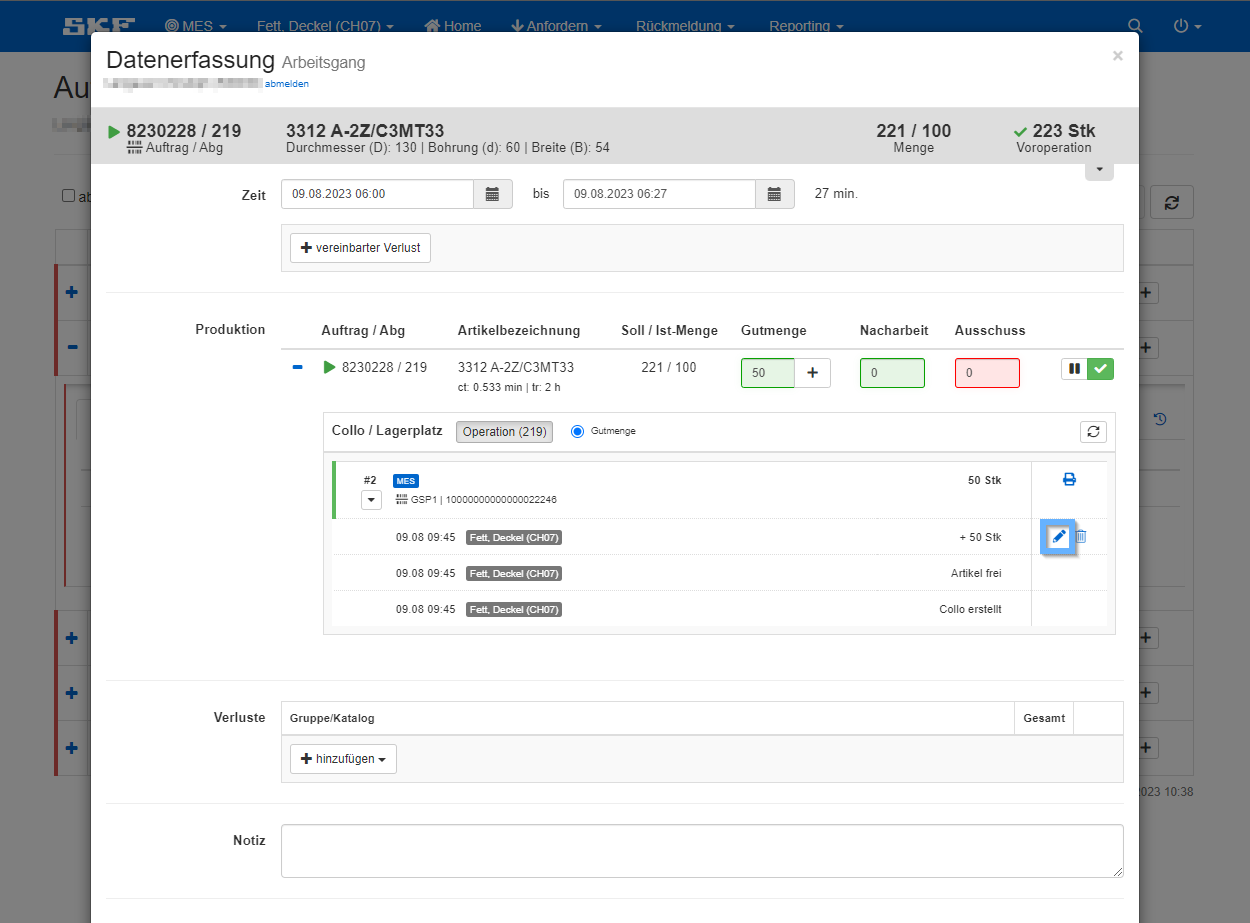 SKF MES Fett, Deckel (CH07) Home Anfordern Rückmeldung Reporting
Au
Datenerfassung Arbeitsgang
×
abmelden
8230228 / 219 3312 A-2Z/C3MT33 221 / 100 223 Stk
Auftrag / Abg Durchmesser (D): 130 | Bohrung (d): 60 | Breite (B): 54 Menge Voroperation
ab
Zeit 09.08.2023 06:00 bis 09.08.2023 06:27 27 min.
vereinbarter Verlust
Produktion Auftrag / Abg Artikelbezeichnung Soll / Ist-Menge Gutmenge Nacharbeit Ausschuss
8230228 / 219 3312 A-2Z/C3MT33 221 / 100 50 0 0
ct: 0.533 min | tr: 2 h
Collo / Lagerplatz Operation (219) Gutmenge
#2 MES 50 Stk
GSP1 | 10000000000000022246
09.08 09:45 Fett, Deckel (CH07) + 50 Stk
09.08 09:45 Fett, Deckel (CH07) Artikel frei
09.08 09:45 Fett, Deckel (CH07) Collo erstellt
Verluste Gruppe/Katalog Gesamt
hinzufügen
2023 10:38
Notiz